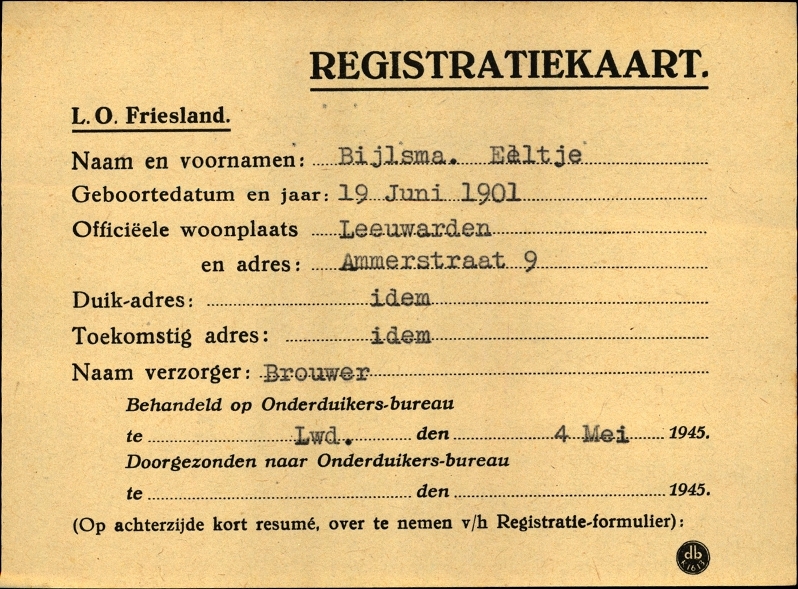 REGISTRATIEKAART.
L. O. Friesland.
Naam en voornamen: Bijlsma. Eeltje
Geboortedatum en jaar: 19 Juni 1901
Officiëele woonplaats Leeuwarden
en adres: Ammerstraat 9
Duik-adres: idem
Toekomstig adres: idem
Naam verzorger: Brouwer
Behandeld op Onderduikers-bureau
te Lwd. den 4 Mei 1945.
Doorgezonden naar Onderduikers-bureau
te den 1945.
(Op achterzijde kort resumé, over te nemen v/h Registratie-formulier):
db